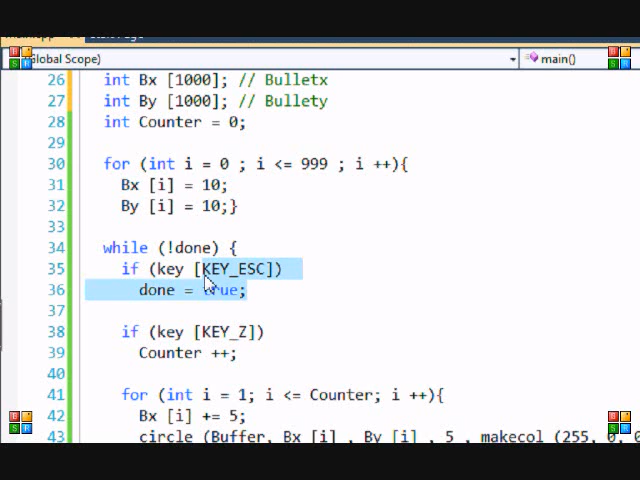 Global Scope)
main()
26 int Bx [1000]; // Bulletx
27 int By [1000]; // Bullety
28 int Counter = 0;
29
30 for (int i = 0 ; i <= 999 ; i ++){
31 Bx [i] = 10;
32 By [i] = 10;}
33
34 while (!done) {
35 if (key [KEY_ESC])
36 done = true;
37
38 if (key [KEY_Z])
39 Counter ++;
40
41 for (int i = 1; i <= Counter; i ++){
42 Bx [i] += 5;
43 circle (Buffer, Bx [i] , By [i] , 5 , makecol (255, 0, 0